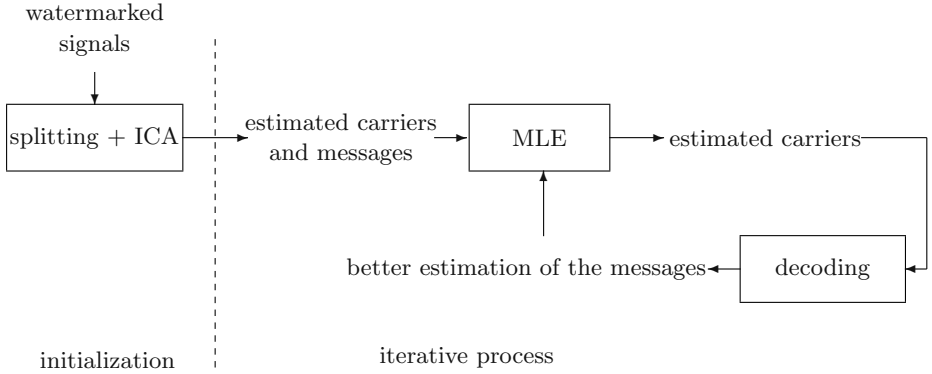 watermarked
signals
splitting + ICA
estimated carriers
and messages
MLE
estimated carriers
better estimation of the messages
decoding
initialization
iterative process